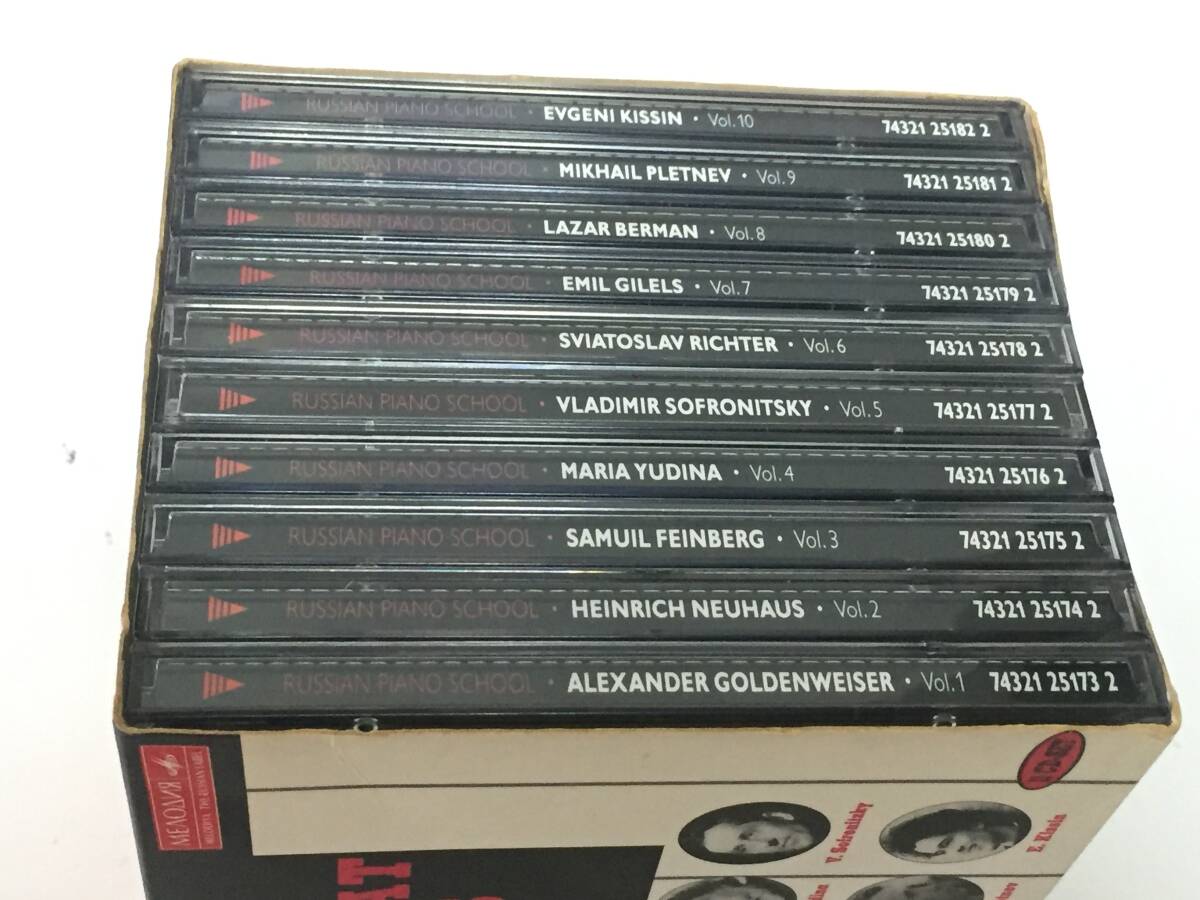 RUSSIAN PIANO SCHOOL · EVGENI KISSIN · Vol.10 74321 25182 2
RUSSIAN PIANO SCHOOL · MIKHAIL PLETNEV · Vol.9 74321 25181 2
RUSSIAN PIANO SCHOOL · LAZAR BERMAN · Vol.8 74321 25180 2
RUSSIAN PIANO SCHOOL · EMIL GILELS · Vol.7 74321 25179 2
RUSSIAN PIANO SCHOOL · SVIATOSLAV RICHTER · Vol.6 74321 25178 2
RUSSIAN PIANO SCHOOL · VLADIMIR SOFRONITSKY · Vol.5 74321 25177 2
RUSSIAN PIANO SCHOOL · MARIA YUDINA · Vol.4 74321 25176 2
RUSSIAN PIANO SCHOOL · SAMUIL FEINBERG · Vol.3 74321 25175 2
RUSSIAN PIANO SCHOOL · HEINRICH NEUHAUS · Vol.2 74321 25174 2
RUSSIAN PIANO SCHOOL · ALEXANDER GOLDENWEISER · Vol.1 74321 25173 2
МЕЛОДИЯ
MELODIYA, THE RUSSIAN LABEL
V. Sofronitzky
E. Kissin